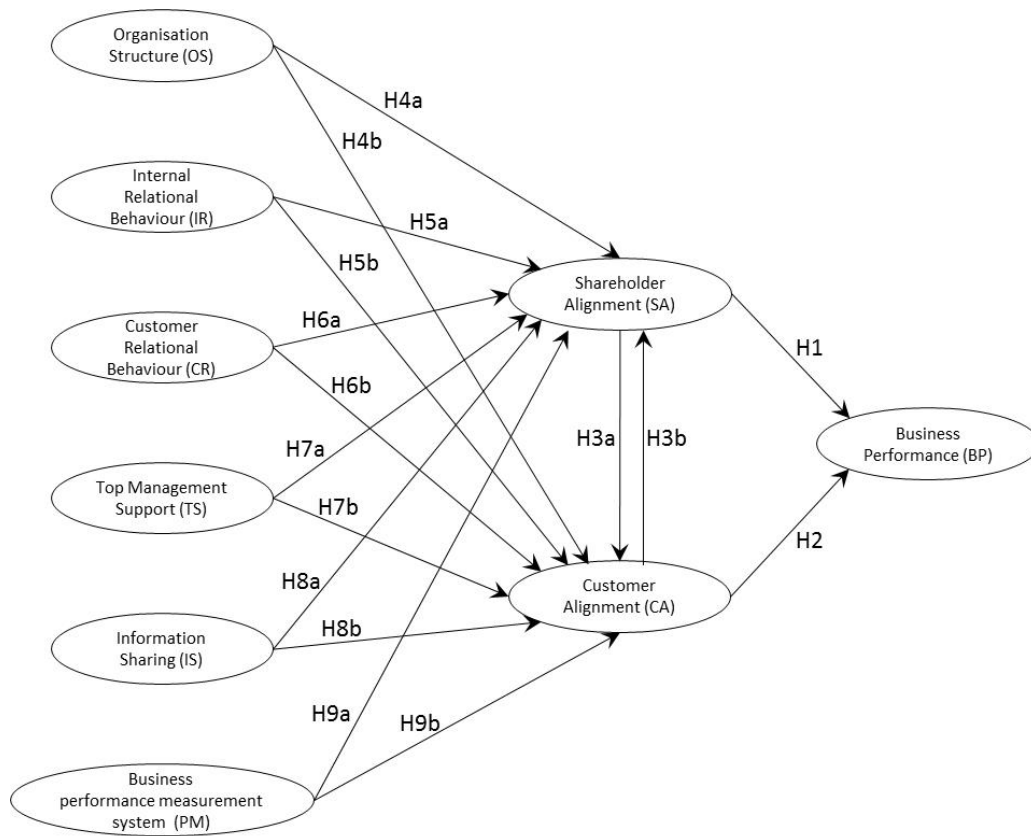 Organisation
Structure (OS)
H4a
H4b
Internal
Relational
Behaviour (IR)
H5a
H5b
Shareholder
Alignment (SA)
Customer
Relational
Behaviour (CR)
H6a
H6b
H1
H7a
H3a
H3b
Business
Performance (BP)
Top Management
Support (TS)
H7b
H2
H8a
Customer
Alignment (CA)
Information
Sharing (IS)
H8b
H9a
H9b
Business
performance measurement
system (PM)